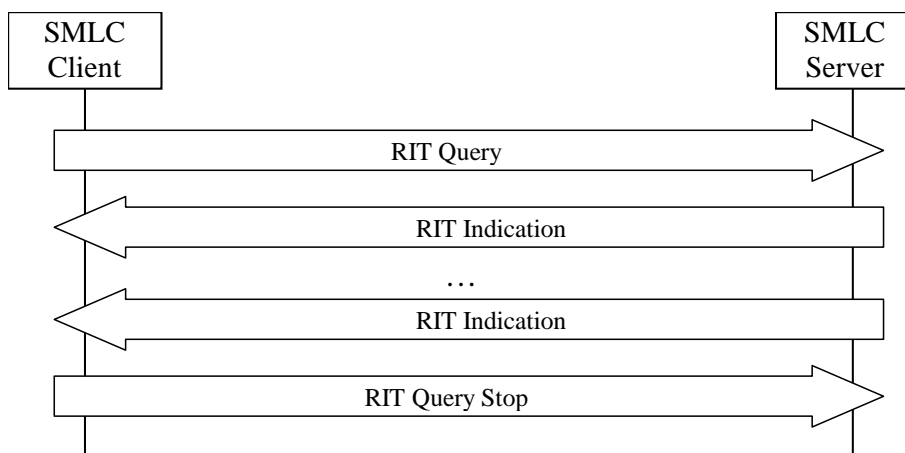 SMLC
Client
SMLC
Server
RIT Query
RIT Indication
...
RIT Indication
RIT Query Stop